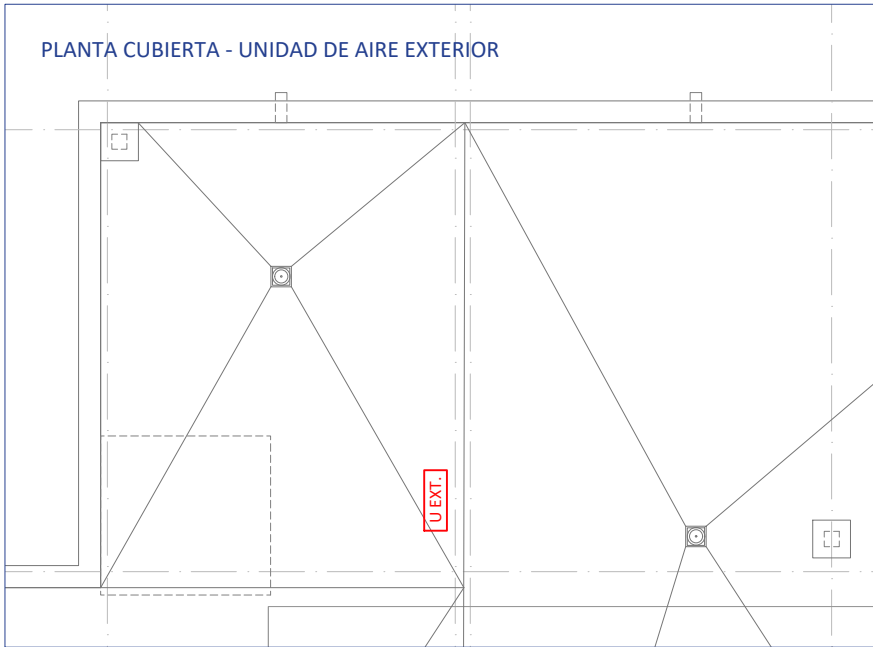 PLANTA CUBIERTA - UNIDAD DE AIRE EXTERIOR
U EXT.